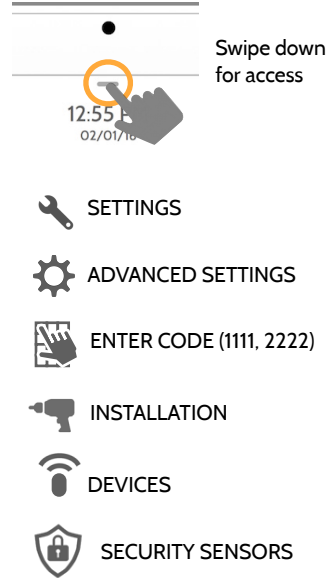 Swipe down
for access
12:55 P
02/01/16
SETTINGS
ADVANCED SETTINGS
ENTER CODE (1111, 2222)
INSTALLATION
DEVICES
SECURITY SENSORS